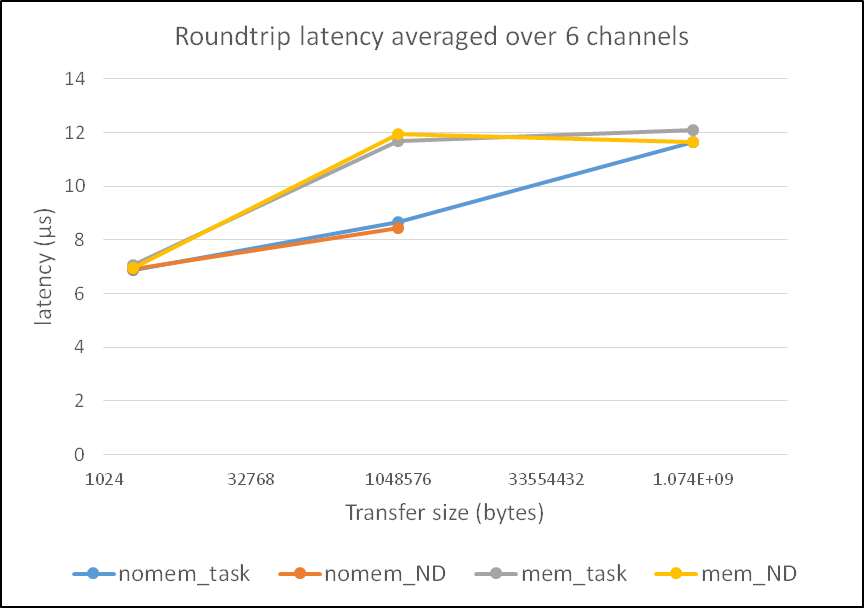 Roundtrip latency averaged over 6 channels
14
12
10
8
6
4
2
0
latency (µs)
1024 32768 1048576 33554432 1.074E+09
Transfer size (bytes)
nomem_task nomem_ND mem_task mem_ND